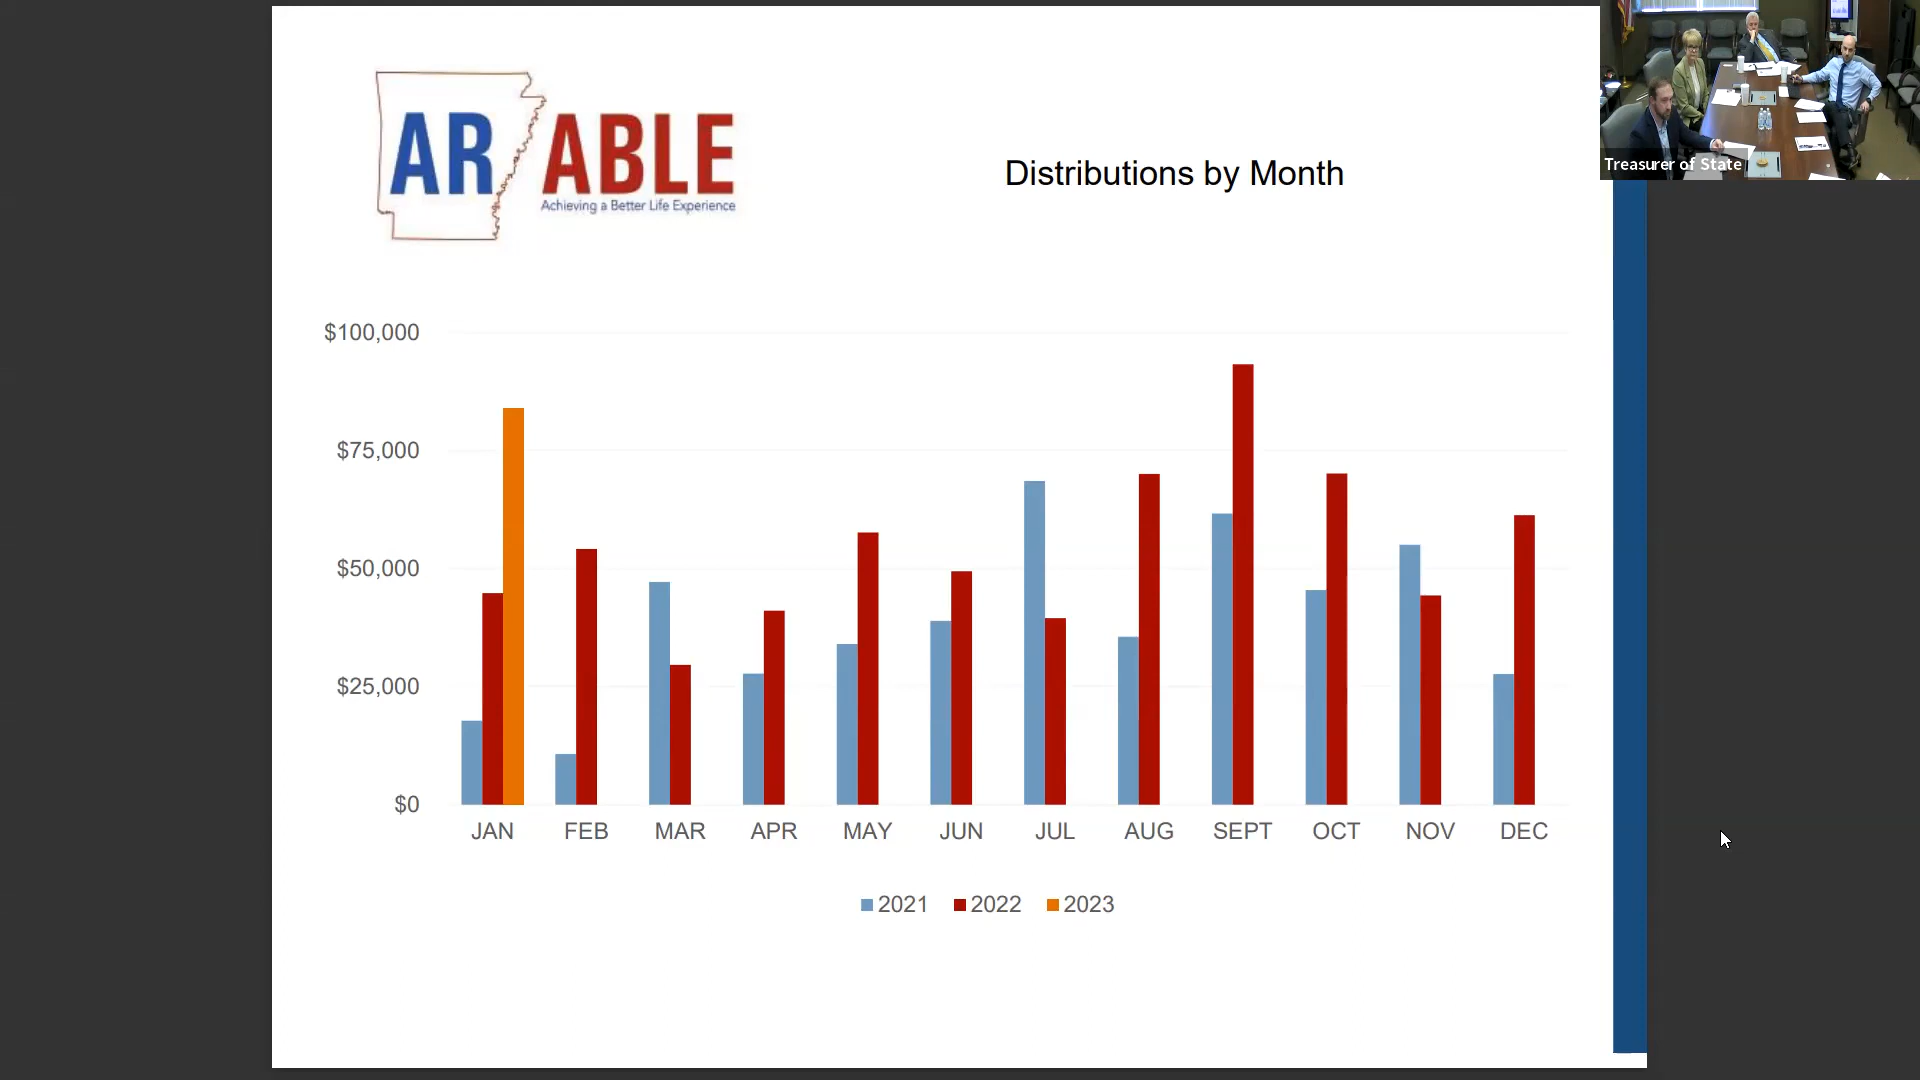 AR ABLE
Achieving a Better Life Experience
Distributions by Month
Treasurer of State
$100,000
$75,000
$50,000
$25,000
$0
JAN FEB MAR APR MAY JUN JUL AUG SEPT OCT NOV DEC
2021 2022 2023